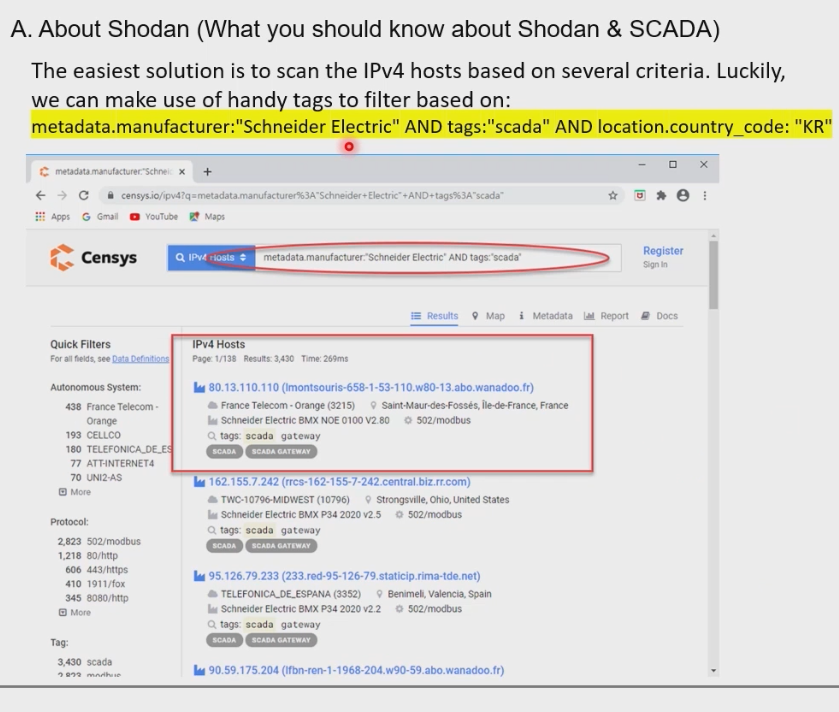 A. About Shodan (What you should know about Shodan & SCADA)
The easiest solution is to scan the IPv4 hosts based on several criteria. Luckily,
we can make use of handy tags to filter based on:
metadata.manufacturer:"Schneider Electric" AND tags:"scada" AND location.country_code: "KR"
metadata.manufacturer:"Schnei
censys.io/ipv4?q=metadata.manufacturer%3A"Schneider+Electric"+AND+tags%3A"scada"
Apps Gmail YouTube Maps
Censys
IPv4 Hosts
metadata.manufacturer:"Schneider Electric" AND tags:"scada"
Register
Sign In
Results Map Metadata Report Docs
Quick Filters
For all fields, see Data Definitions
Autonomous System:
438 France Telecom -
Orange
193 CELLCO
180 TELEFONICA_DE_ES
77 ATT-INTERNET4
70 UNI2-AS
More
Protocol:
2,823 502/modbus
1,218 80/http
606 443/https
410 1911/fox
345 8080/http
More
Tag:
3,430 scada
2,823 modbus
IPv4 Hosts
Page: 1/138 Results: 3,430 Time: 269ms
80.13.110.110 (lmontsouris-658-1-53-110.w80-13.abo.wanadoo.fr)
France Telecom - Orange (3215) Saint-Maur-des-Fossés, Île-de-France, France
Schneider Electric BMX NOE 0100 V2.80 502/modbus
tags: scada gateway
SCADA SCADA GATEWAY
162.155.7.242 (rrcs-162-155-7-242.central.biz.rr.com)
TWC-10796-MIDWEST (10796) Strongsville, Ohio, United States
Schneider Electric BMX P34 2020 v2.5 502/modbus
tags: scada gateway
SCADA SCADA GATEWAY
95.126.79.233 (233.red-95-126-79.staticip.rima-tde.net)
TELEFONICA_DE_ESPANA (3352) Benimeli, Valencia, Spain
Schneider Electric BMX P34 2020 v2.2 502/modbus
tags: scada gateway
SCADA SCADA GATEWAY
90.59.175.204 (lfbn-ren-1-1968-204.w90-59.abo.wanadoo.fr)